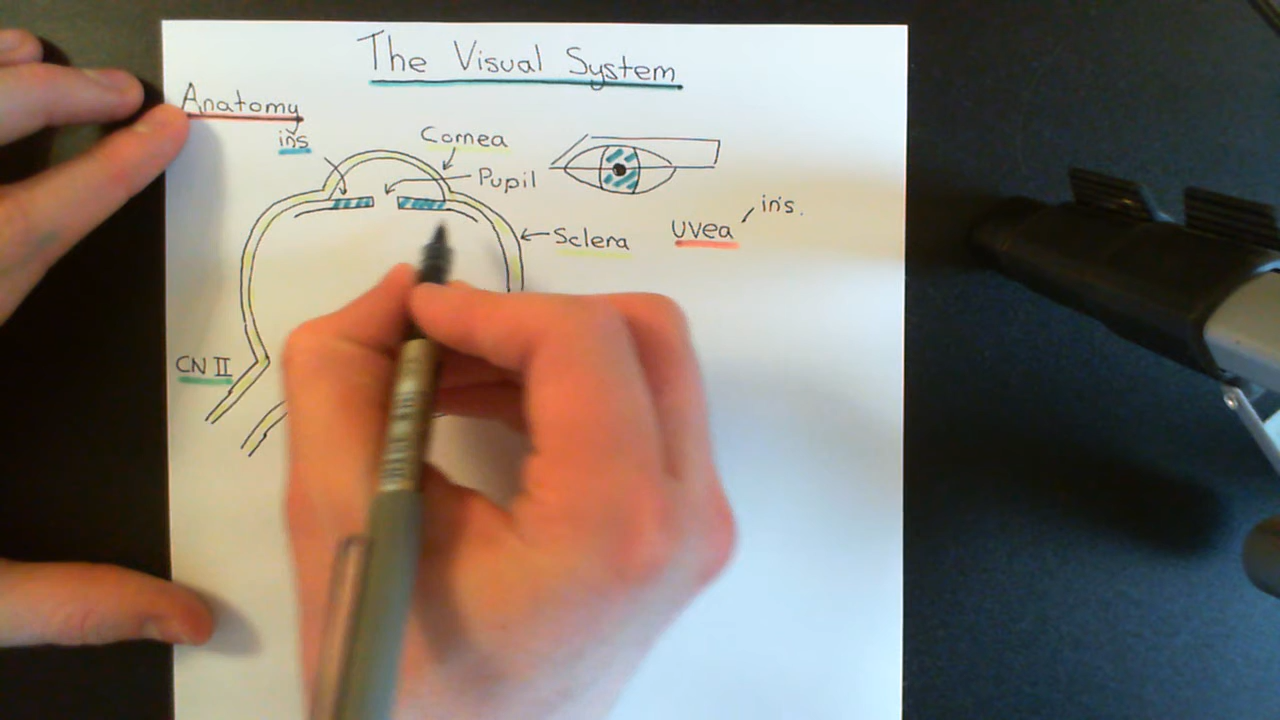 The Visual System
Anatomy
iris
Cornea
Pupil
Sclera
uvea
iris.
CN II